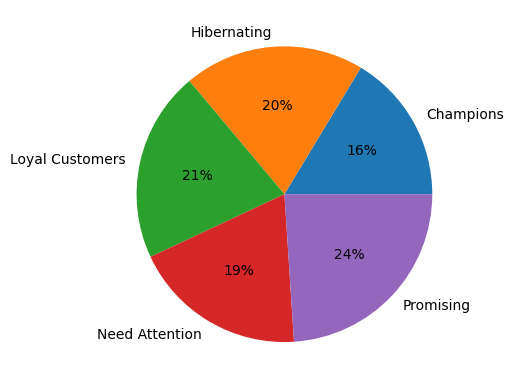 Hibernating
Champions
Loyal Customers
Need Attention
Promising
20%
16%
21%
19%
24%